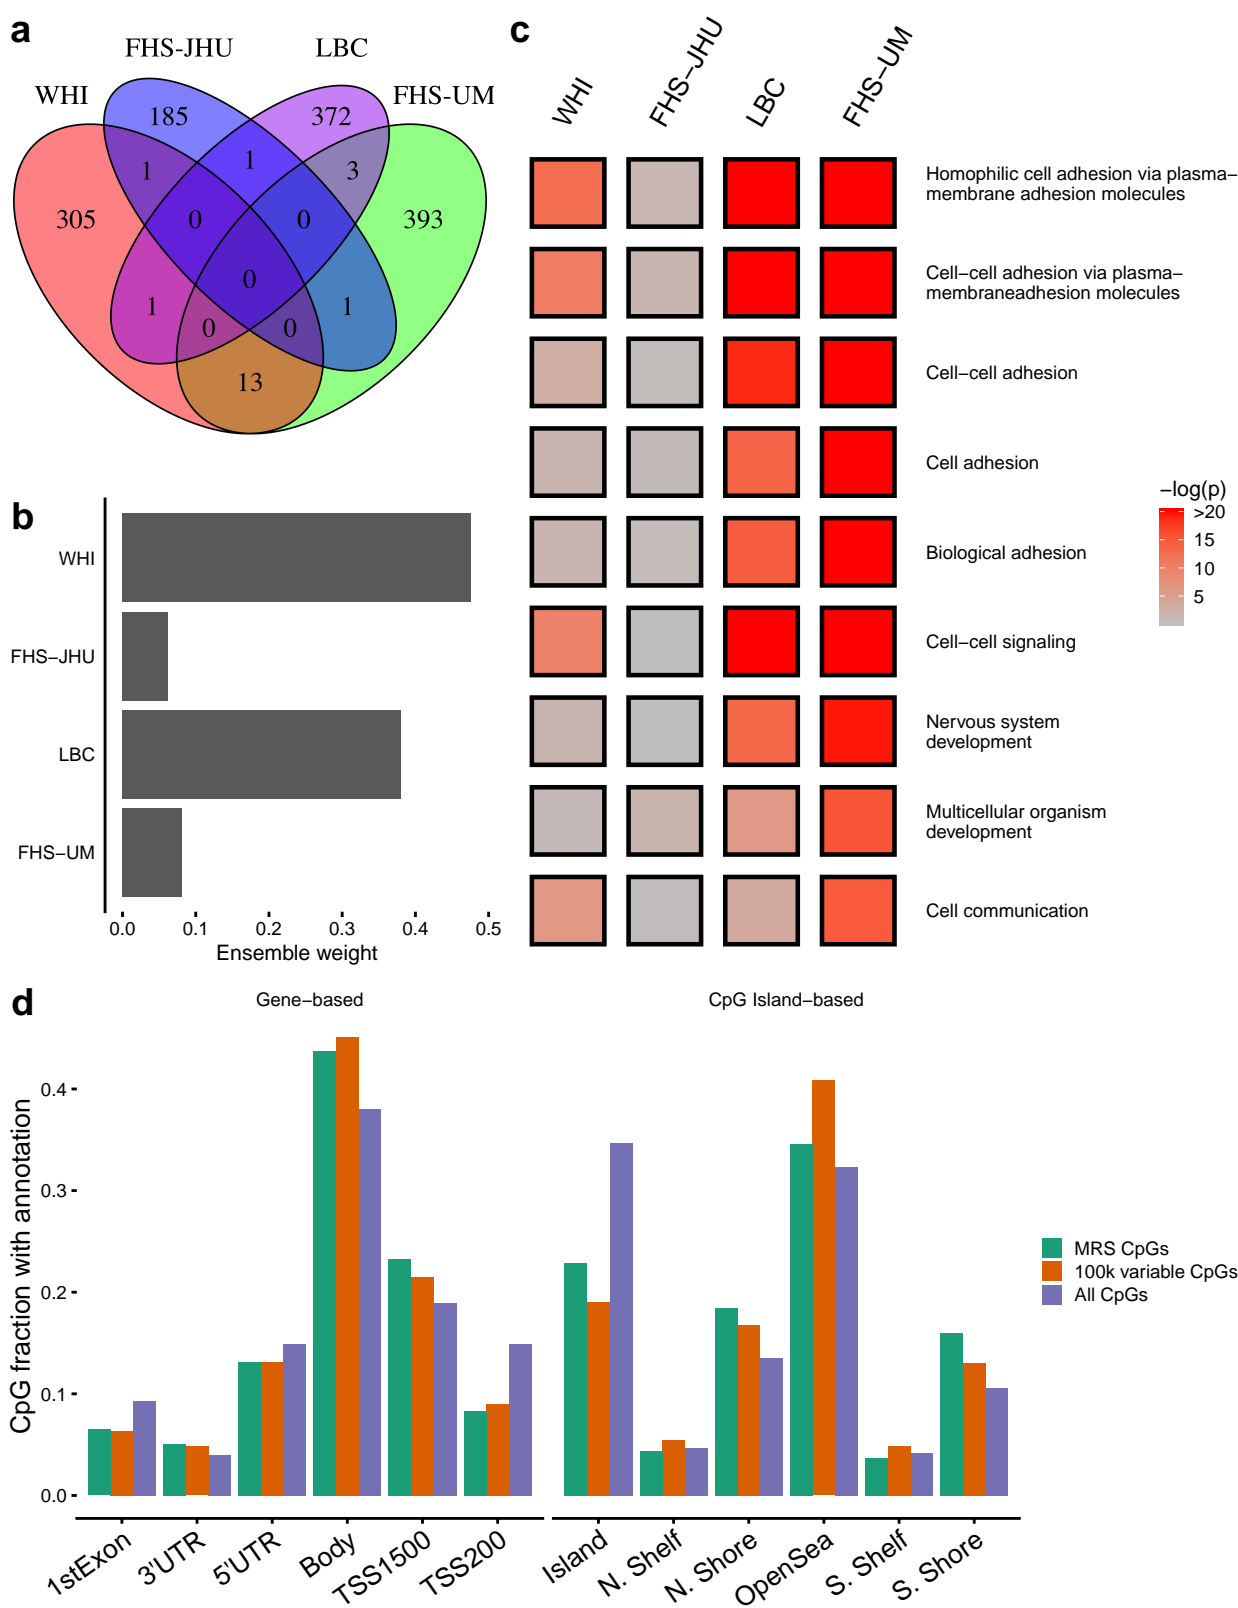 a
FHS-JHU
LBC
WHI
FHS-UM
185
372
1
1
3
305
0
0
393
0
1
0
0
1
13
b
WHI
FHS−JHU
LBC
FHS−UM
0.0
0.1
0.2
0.3
0.4
0.5
Ensemble weight
c
WHI
FHS−JHU
LBC
FHS−UM
Homophilic cell adhesion via plasma−
membrane adhesion molecules
Cell−cell adhesion via plasma−
membraneadhesion molecules
Cell−cell adhesion
Cell adhesion
Biological adhesion
Cell−cell signaling
Nervous system
development
Multicellular organism
development
Cell communication
−log(p)
>20
15
10
5
d
Gene−based
CpG Island−based
CpG fraction with annotation
0.4
0.3
0.2
0.1
0.0
1stExon
3'UTR
5'UTR
Body
TSS1500
TSS200
Island
N. Shelf
N. Shore
OpenSea
S. Shelf
S. Shore
MRS CpGs
100k variable CpGs
All CpGs